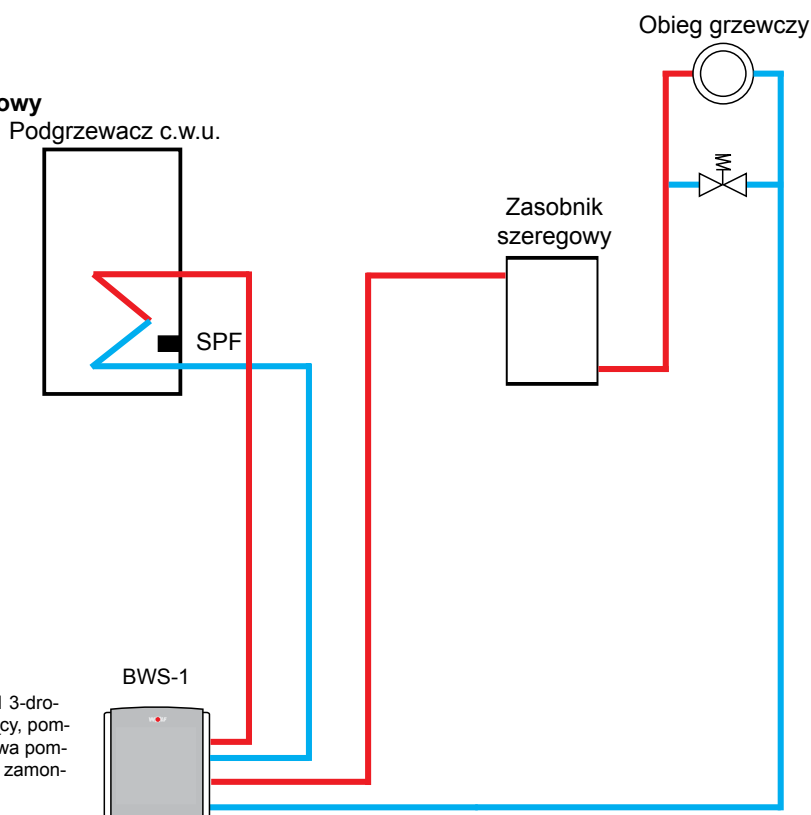 Obieg grzewczy
owy
Podgrzewacz c.w.u.
Zasobnik
szeregowy
SPF
BWS-1
3-dro-
cy, pom-
wa pom-
zamon-